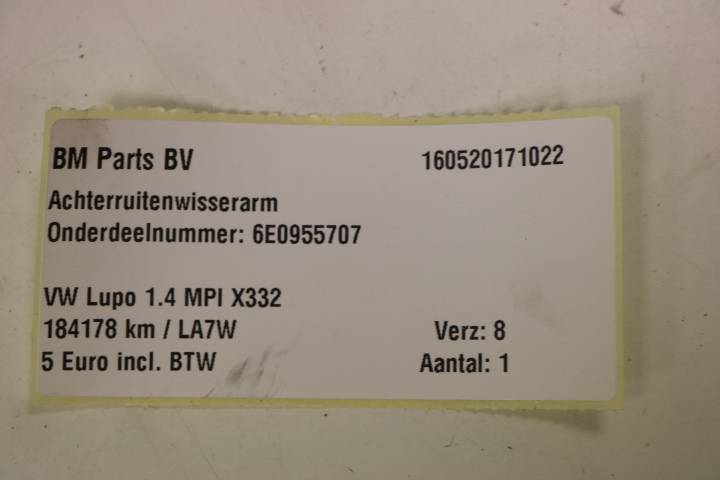 BM Parts BV 160520171022
Achterruitenwisserarm
Onderdeelnummer: 6E0955707
VW Lupo 1.4 MPI X332
184178 km / LA7W Verz: 8
5 Euro incl. BTW Aantal: 1